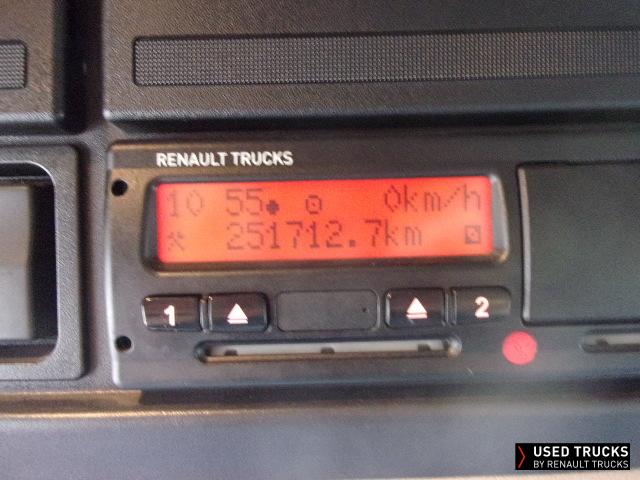 RENAULT TRUCKS
10 55 0km/h
251712.7km
1 2
USED TRUCKS
BY RENAULT TRUCKS